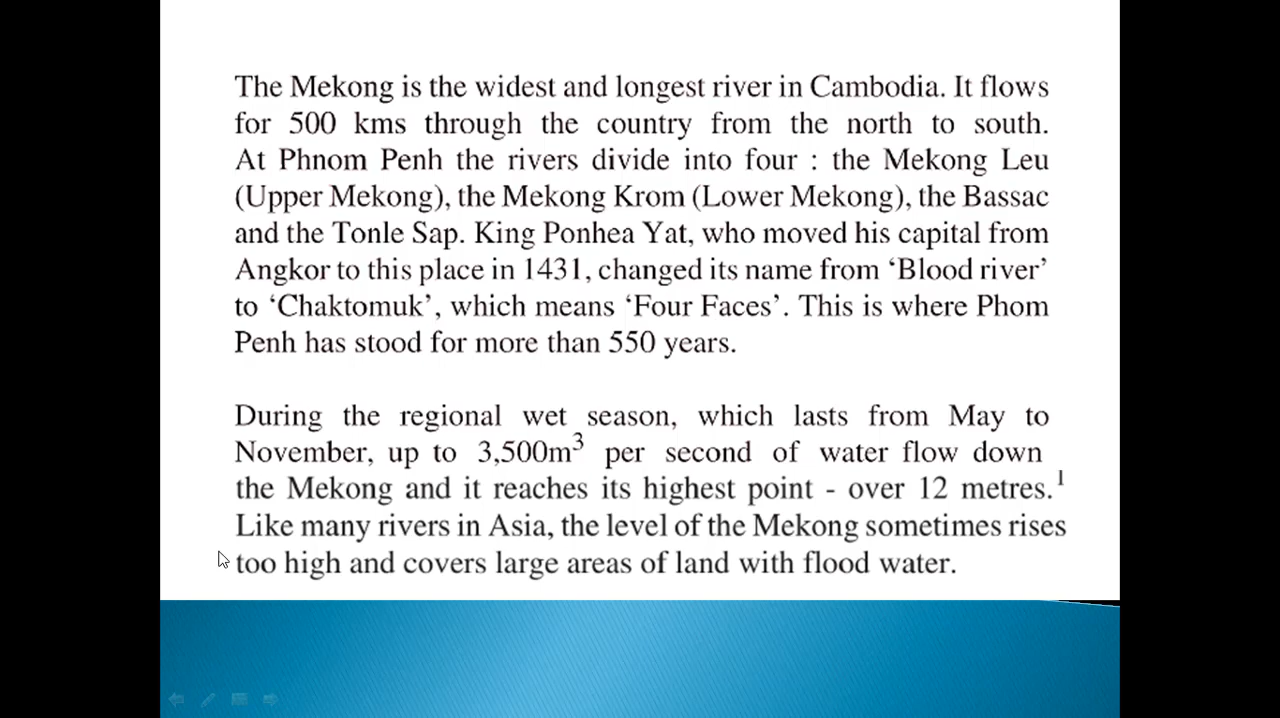 The Mekong is the widest and longest river in Cambodia. It flows
for 500 kms through the country from the north to south.
At Phnom Penh the rivers divide into four : the Mekong Leu
(Upper Mekong), the Mekong Krom (Lower Mekong), the Bassac
and the Tonle Sap. King Ponhea Yat, who moved his capital from
Angkor to this place in 1431, changed its name from ‘Blood river’
to ‘Chaktomuk’, which means ‘Four Faces’. This is where Phom
Penh has stood for more than 550 years.
During the regional wet season, which lasts from May to
November, up to 3,500m³ per second of water flow down
the Mekong and it reaches its highest point - over 12 metres.¹
Like many rivers in Asia, the level of the Mekong sometimes rises
too high and covers large areas of land with flood water.